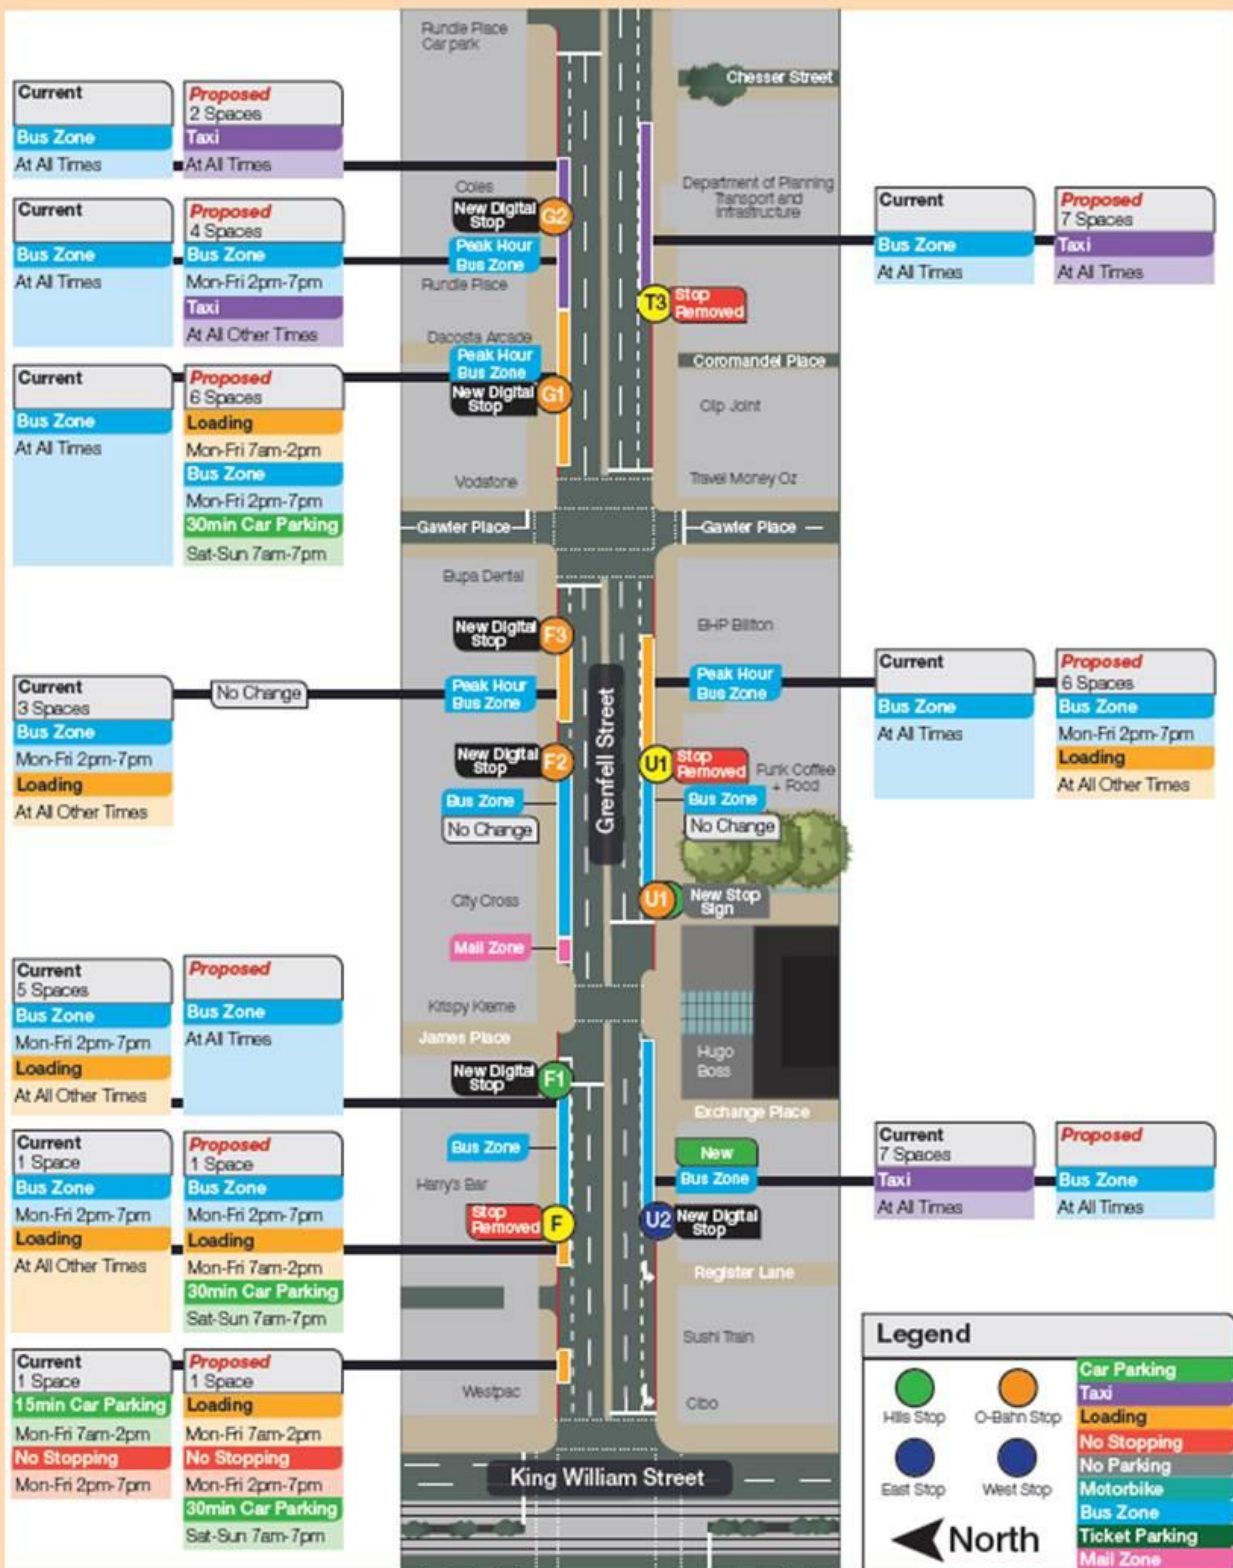 Current
Bus Zone
At All Times
Proposed
2 Spaces
Taxi
At All Times
Current
Bus Zone
At All Times
Proposed
4 Spaces
Bus Zone
Mon-Fri 2pm-7pm
Taxi
At All Other Times
Current
Bus Zone
At All Times
Proposed
6 Spaces
Loading
Mon-Fri 7am-2pm
Bus Zone
Mon-Fri 2pm-7pm
30min Car Parking
Sat-Sun 7am-7pm
Current
3 Spaces
Bus Zone
Mon-Fri 2pm-7pm
Loading
At All Other Times
No Change
Current
5 Spaces
Bus Zone
Mon-Fri 2pm-7pm
Loading
At All Other Times
Proposed
Bus Zone
At All Times
Current
1 Space
Bus Zone
Mon-Fri 2pm-7pm
Loading
At All Other Times
Proposed
1 Space
Bus Zone
Mon-Fri 2pm-7pm
Loading
Mon-Fri 7am-2pm
30min Car Parking
Sat-Sun 7am-7pm
Current
1 Space
15min Car Parking
Mon-Fri 7am-2pm
No Stopping
Mon-Fri 2pm-7pm
Proposed
1 Space
Loading
Mon-Fri 7am-2pm
No Stopping
Mon-Fri 2pm-7pm
30min Car Parking
Sat-Sun 7am-7pm
Rundle Place
Car park
Coles
New Digital
Stop
G2
Peak Hour
Bus Zone
Rundle Place
Dacosta Arcade
Peak Hour
Bus Zone
New Digital
Stop
G1
Vodafone
Gawler Place
Bupa Dental
New Digital
Stop
F3
Peak Hour
Bus Zone
New Digital
Stop
F2
Bus Zone
No Change
City Cross
Mail Zone
Krispy Kreme
James Place
New Digital
Stop
F1
Bus Zone
Harry's Bar
Stop
Removed
F
Westpac
Grenfell Street
King William Street
Chesser Street
Department of Planning
Transport and
Infrastructure
T3
Stop
Removed
Coromandel Place
Clip Joint
Travel Money Oz
Gawler Place
BHP Billiton
Peak Hour
Bus Zone
U1
Stop
Removed
Funk Coffee
+ Food
Bus Zone
No Change
U1
New Stop
Sign
Hugo
Boss
Exchange Place
New
Bus Zone
U2
New Digital
Stop
Register Lane
Sushi Train
Cibo
Current
Bus Zone
At All Times
Proposed
7 Spaces
Taxi
At All Times
Current
Bus Zone
At All Times
Proposed
6 Spaces
Bus Zone
Mon-Fri 2pm-7pm
Loading
At All Other Times
Current
7 Spaces
Taxi
At All Times
Proposed
Bus Zone
At All Times
Legend
Hills Stop
O-Bahn Stop
East Stop
West Stop
North
Car Parking
Taxi
Loading
No Stopping
No Parking
Motorbike
Bus Zone
Ticket Parking
Mail Zone